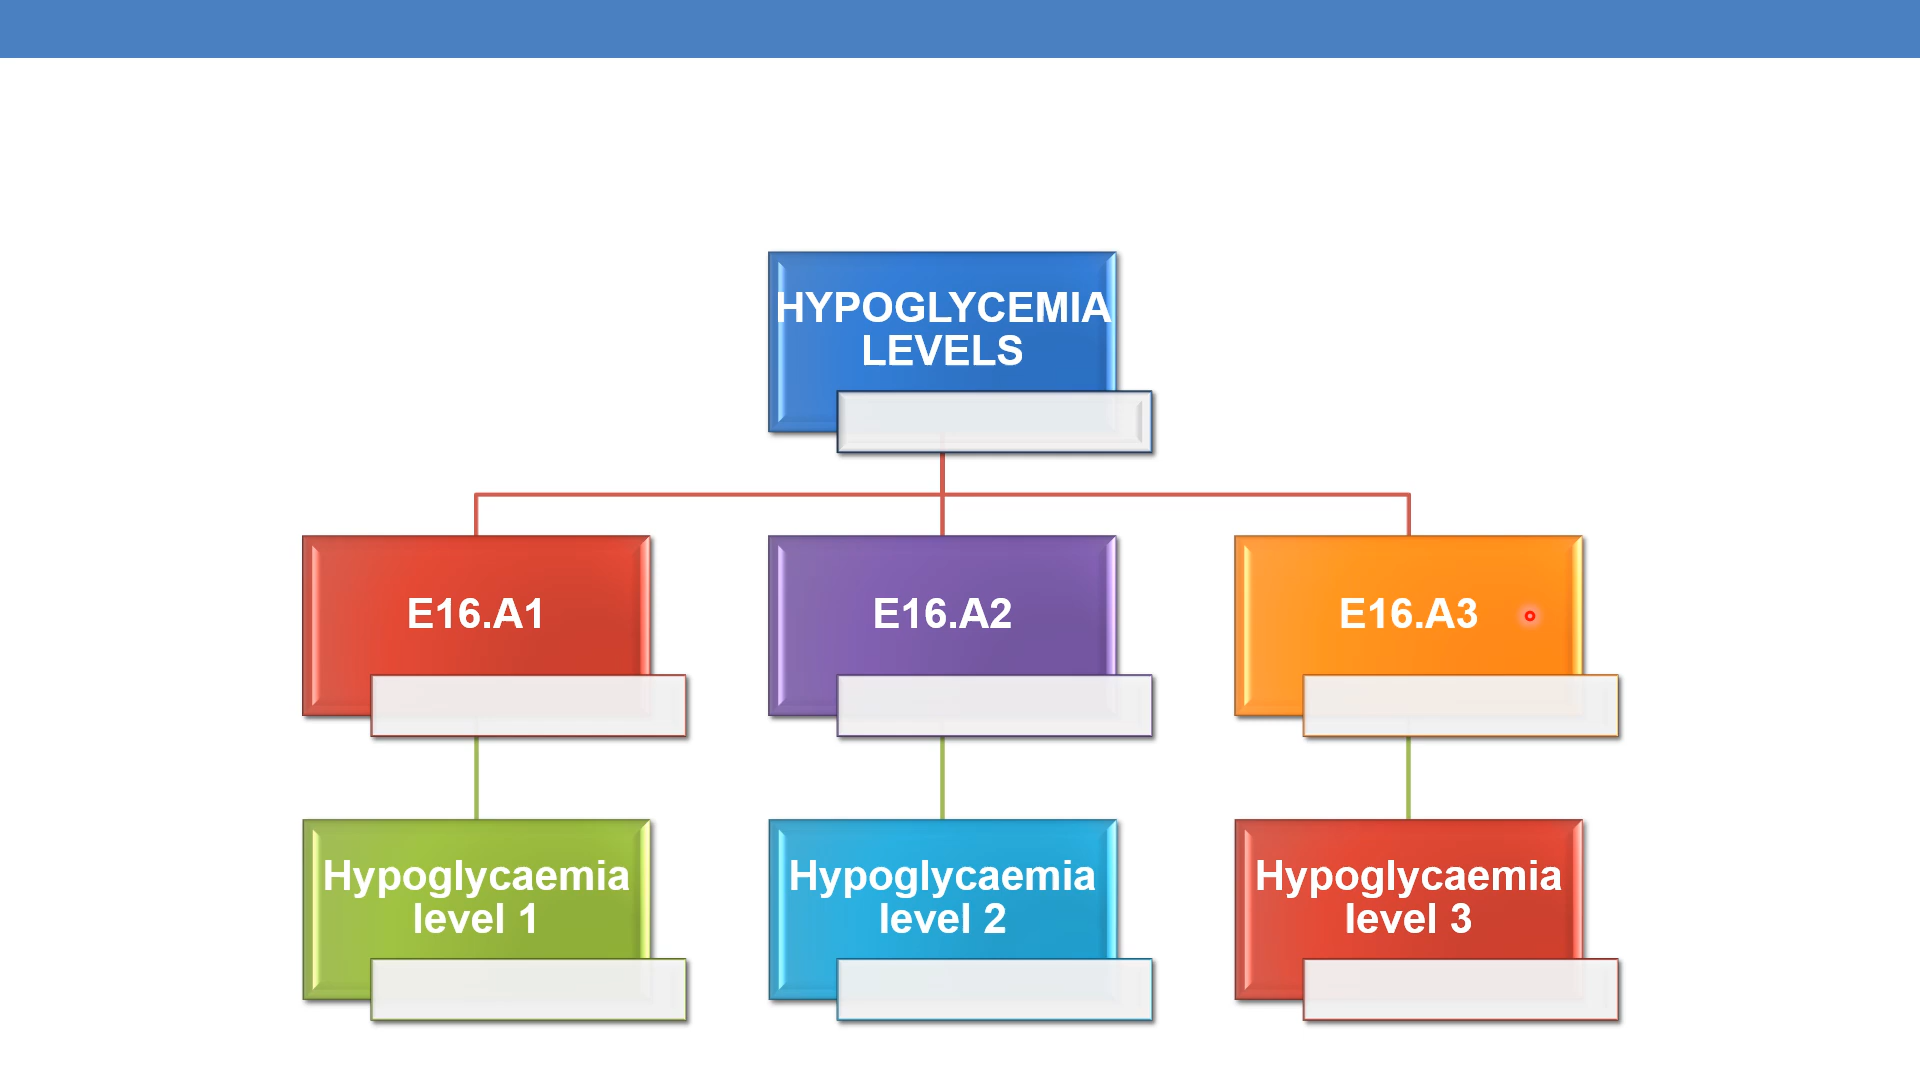 HYPOGLYCEMIA
LEVELS
E16.A1
E16.A2
E16.A3
Hypoglycaemia
level 1
Hypoglycaemia
level 2
Hypoglycaemia
level 3